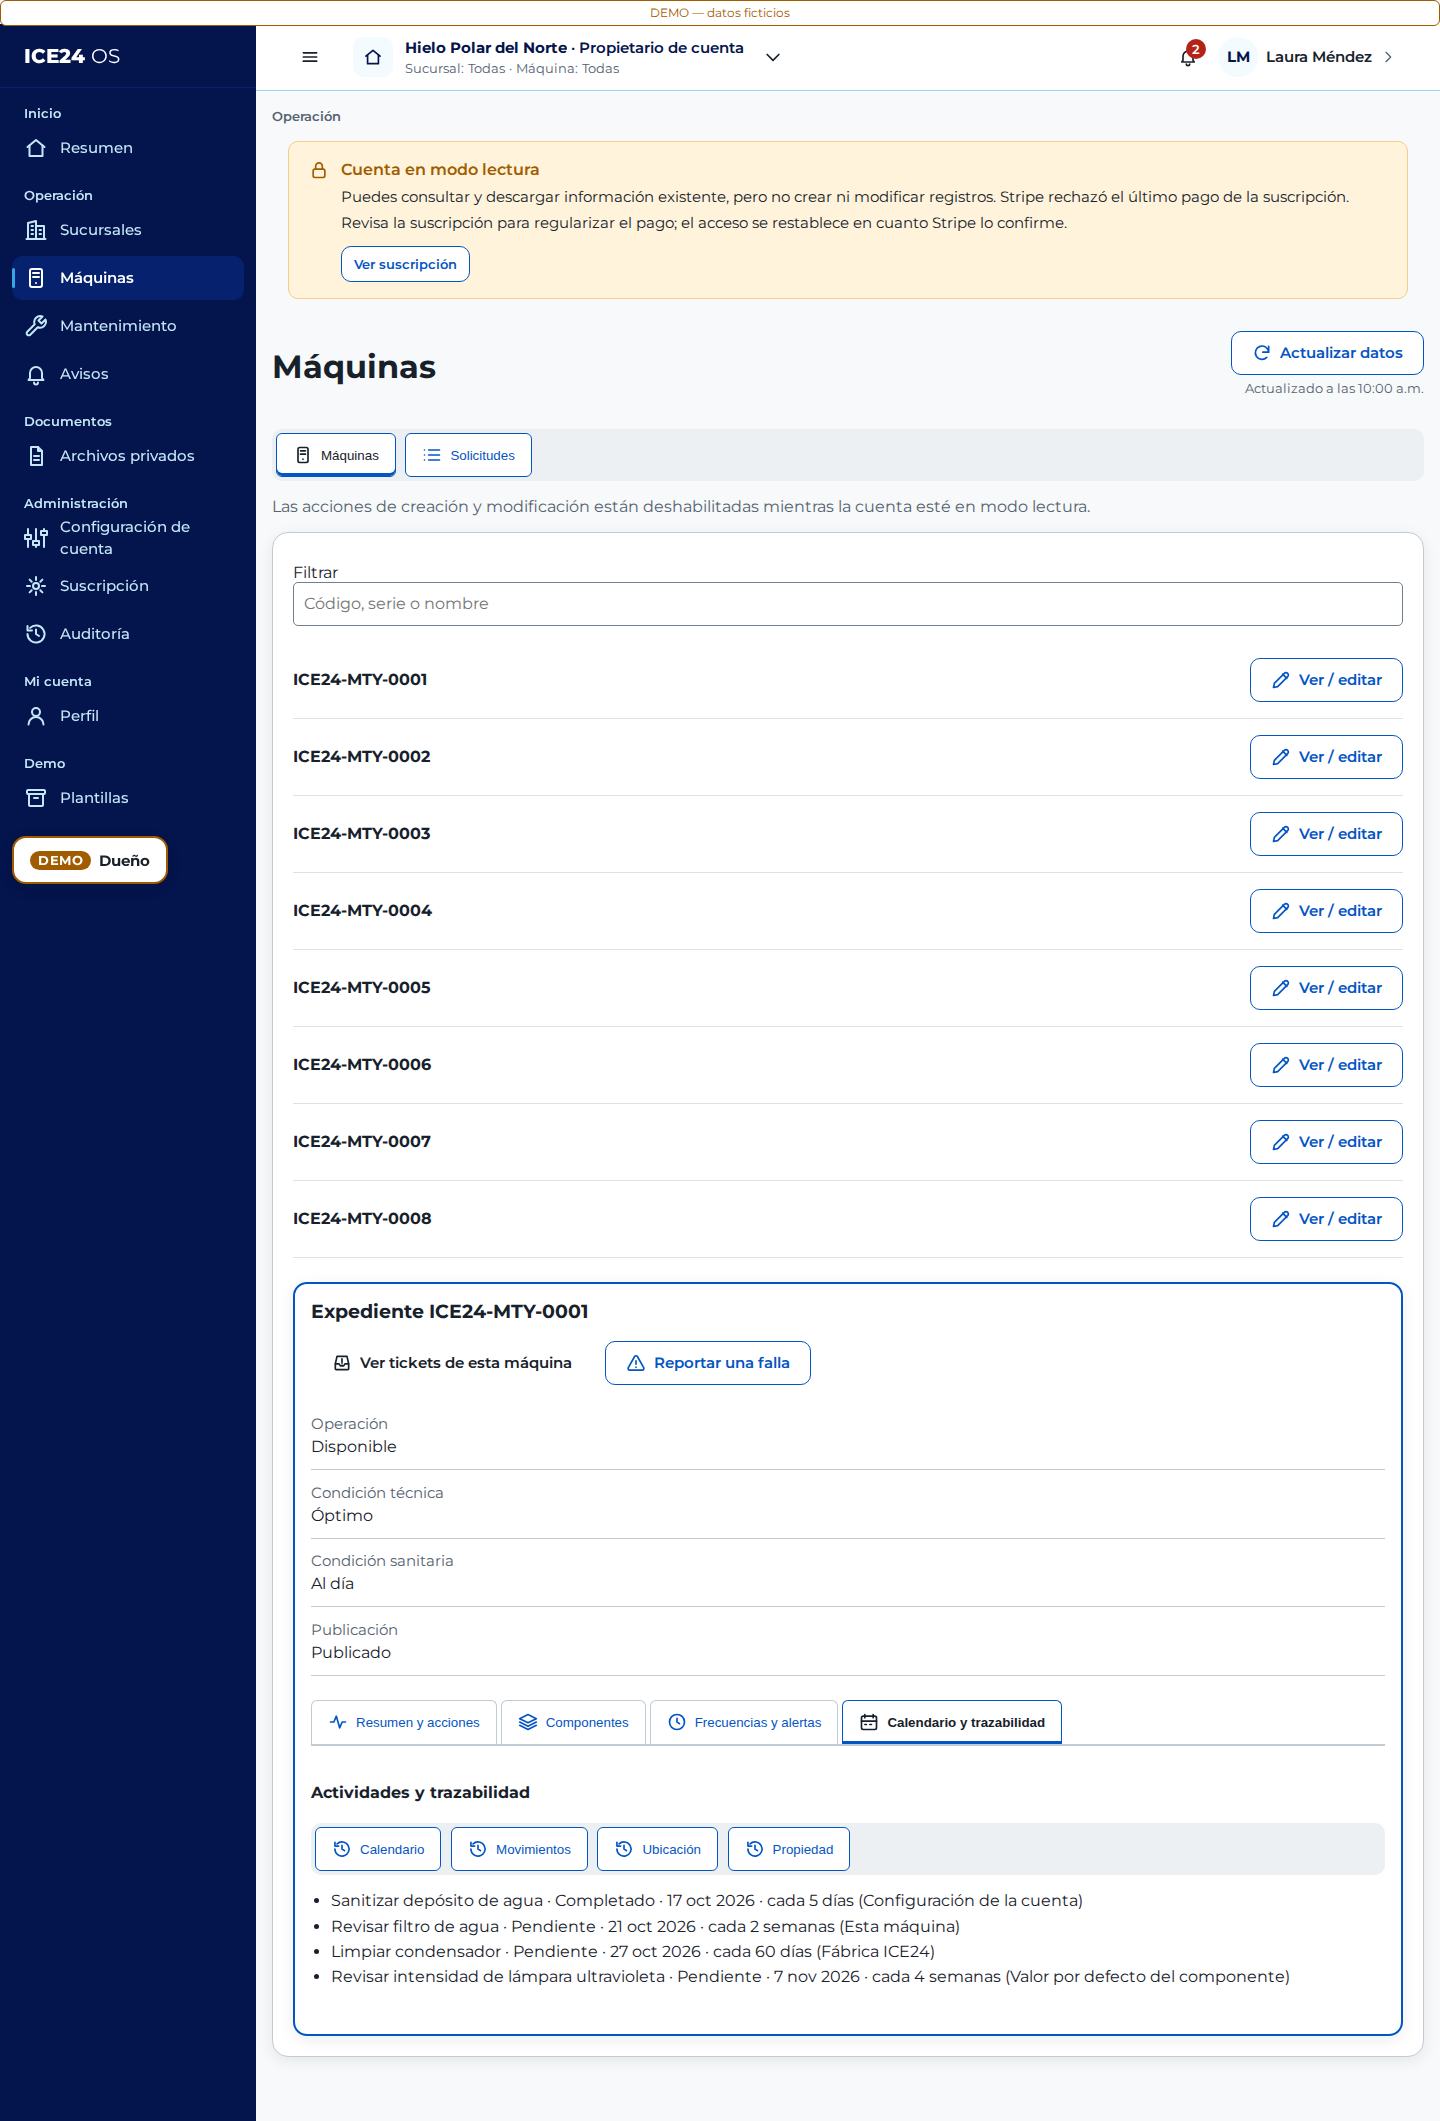 DEMO — datos ficticios
ICE24 OS
Inicio
Resumen
Operación
Sucursales
Máquinas
Mantenimiento
Avisos
Documentos
Archivos privados
Administración
Configuración de
cuenta
Suscripción
Auditoría
Mi cuenta
Perfil
Demo
Plantillas
DEMO Dueño
Hielo Polar del Norte · Propietario de cuenta
Sucursal: Todas · Máquina: Todas
2
LM Laura Méndez
Operación
Cuenta en modo lectura
Puedes consultar y descargar información existente, pero no crear ni modificar registros. Stripe rechazó el último pago de la suscripción.
Revisa la suscripción para regularizar el pago; el acceso se restablece en cuanto Stripe lo confirme.
Ver suscripción
Máquinas
Actualizar datos
Actualizado a las 10:00 a.m.
Máquinas Solicitudes
Las acciones de creación y modificación están deshabilitadas mientras la cuenta esté en modo lectura.
Filtrar
Código, serie o nombre
ICE24-MTY-0001 Ver / editar
ICE24-MTY-0002 Ver / editar
ICE24-MTY-0003 Ver / editar
ICE24-MTY-0004 Ver / editar
ICE24-MTY-0005 Ver / editar
ICE24-MTY-0006 Ver / editar
ICE24-MTY-0007 Ver / editar
ICE24-MTY-0008 Ver / editar
Expediente ICE24-MTY-0001
Ver tickets de esta máquina Reportar una falla
Operación
Disponible
Condición técnica
Óptimo
Condición sanitaria
Al día
Publicación
Publicado
Resumen y acciones Componentes Frecuencias y alertas Calendario y trazabilidad
Actividades y trazabilidad
Calendario Movimientos Ubicación Propiedad
• Sanitizar depósito de agua · Completado · 17 oct 2026 · cada 5 días (Configuración de la cuenta)
• Revisar filtro de agua · Pendiente · 21 oct 2026 · cada 2 semanas (Esta máquina)
• Limpiar condensador · Pendiente · 27 oct 2026 · cada 60 días (Fábrica ICE24)
• Revisar intensidad de lámpara ultravioleta · Pendiente · 7 nov 2026 · cada 4 semanas (Valor por defecto del componente)